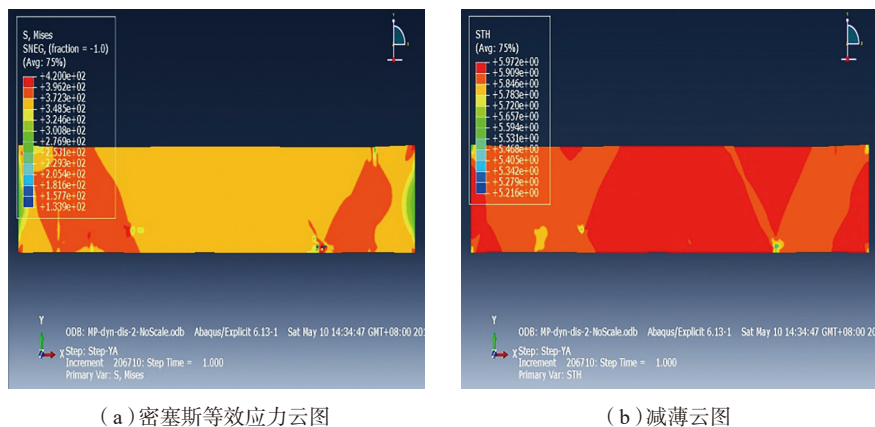 S, Mises
SNEG, (fraction = -1.0)
(Avg: 75%)
+4.200e+02
+3.962e+02
+3.723e+02
+3.485e+02
+3.246e+02
+3.008e+02
+2.769e+02
+2.531e+02
+2.293e+02
+2.054e+02
+1.816e+02
+1.577e+02
+1.339e+02
Y
X
ODB: MP-dyn-dis-2-NoScale.odb Abaqus/Explicit 6.13-1 Sat May 10 14:34:47 GMT+08:00 20
Step: Step-YA
Increment 206710: Step Time = 1.000
Primary Var: S, Mises
(a)密塞斯等效应力云图
STH
(Avg: 75%)
+5.972e+00
+5.909e+00
+5.846e+00
+5.783e+00
+5.720e+00
+5.657e+00
+5.594e+00
+5.531e+00
+5.468e+00
+5.405e+00
+5.342e+00
+5.279e+00
+5.216e+00
Y
X
ODB: MP-dyn-dis-2-NoScale.odb Abaqus/Explicit 6.13-1 Sat May 10 14:34:47 GMT+08:00 20
Step: Step-YA
Increment 206710: Step Time = 1.000
Primary Var: STH
(b)减薄云图